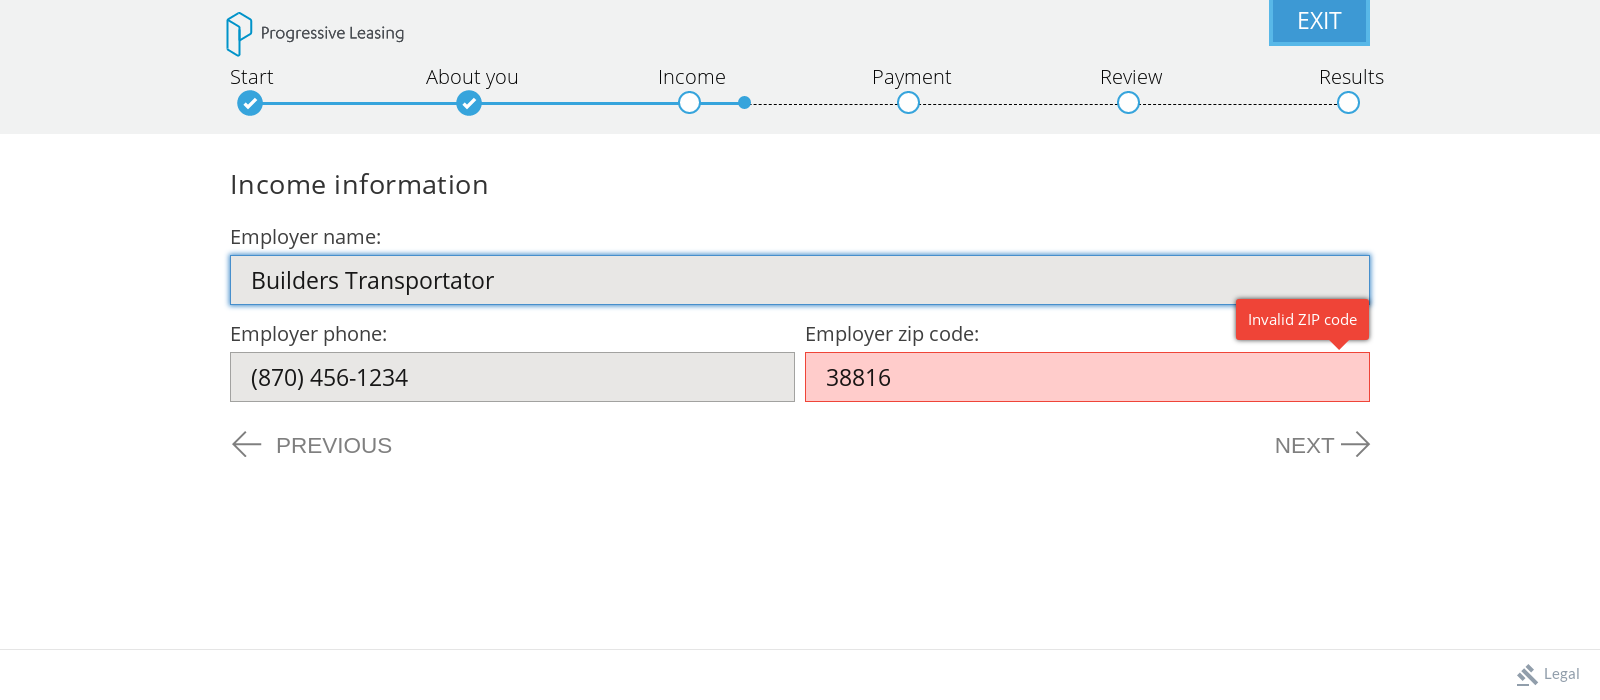 Progressive Leasing
EXIT
Start About you Income Payment Review Results
Income information
Employer name:
Builders Transportator
Invalid ZIP code
Employer phone: Employer zip code:
(870) 456-1234 38816
PREVIOUS NEXT
Legal